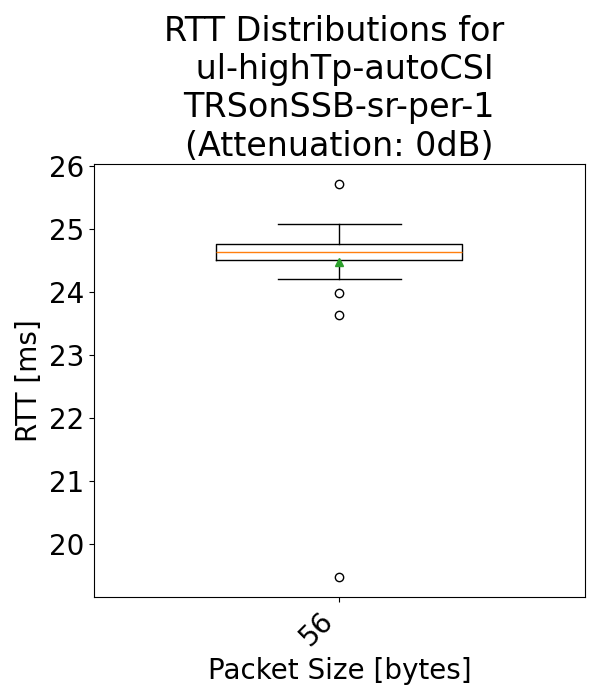 RTT Distributions for
ul-highTp-autoCSI
TRSonSSB-sr-per-1
(Attenuation: 0dB)
26
25
24
23
22
21
20
RTT [ms]
56
Packet Size [bytes]